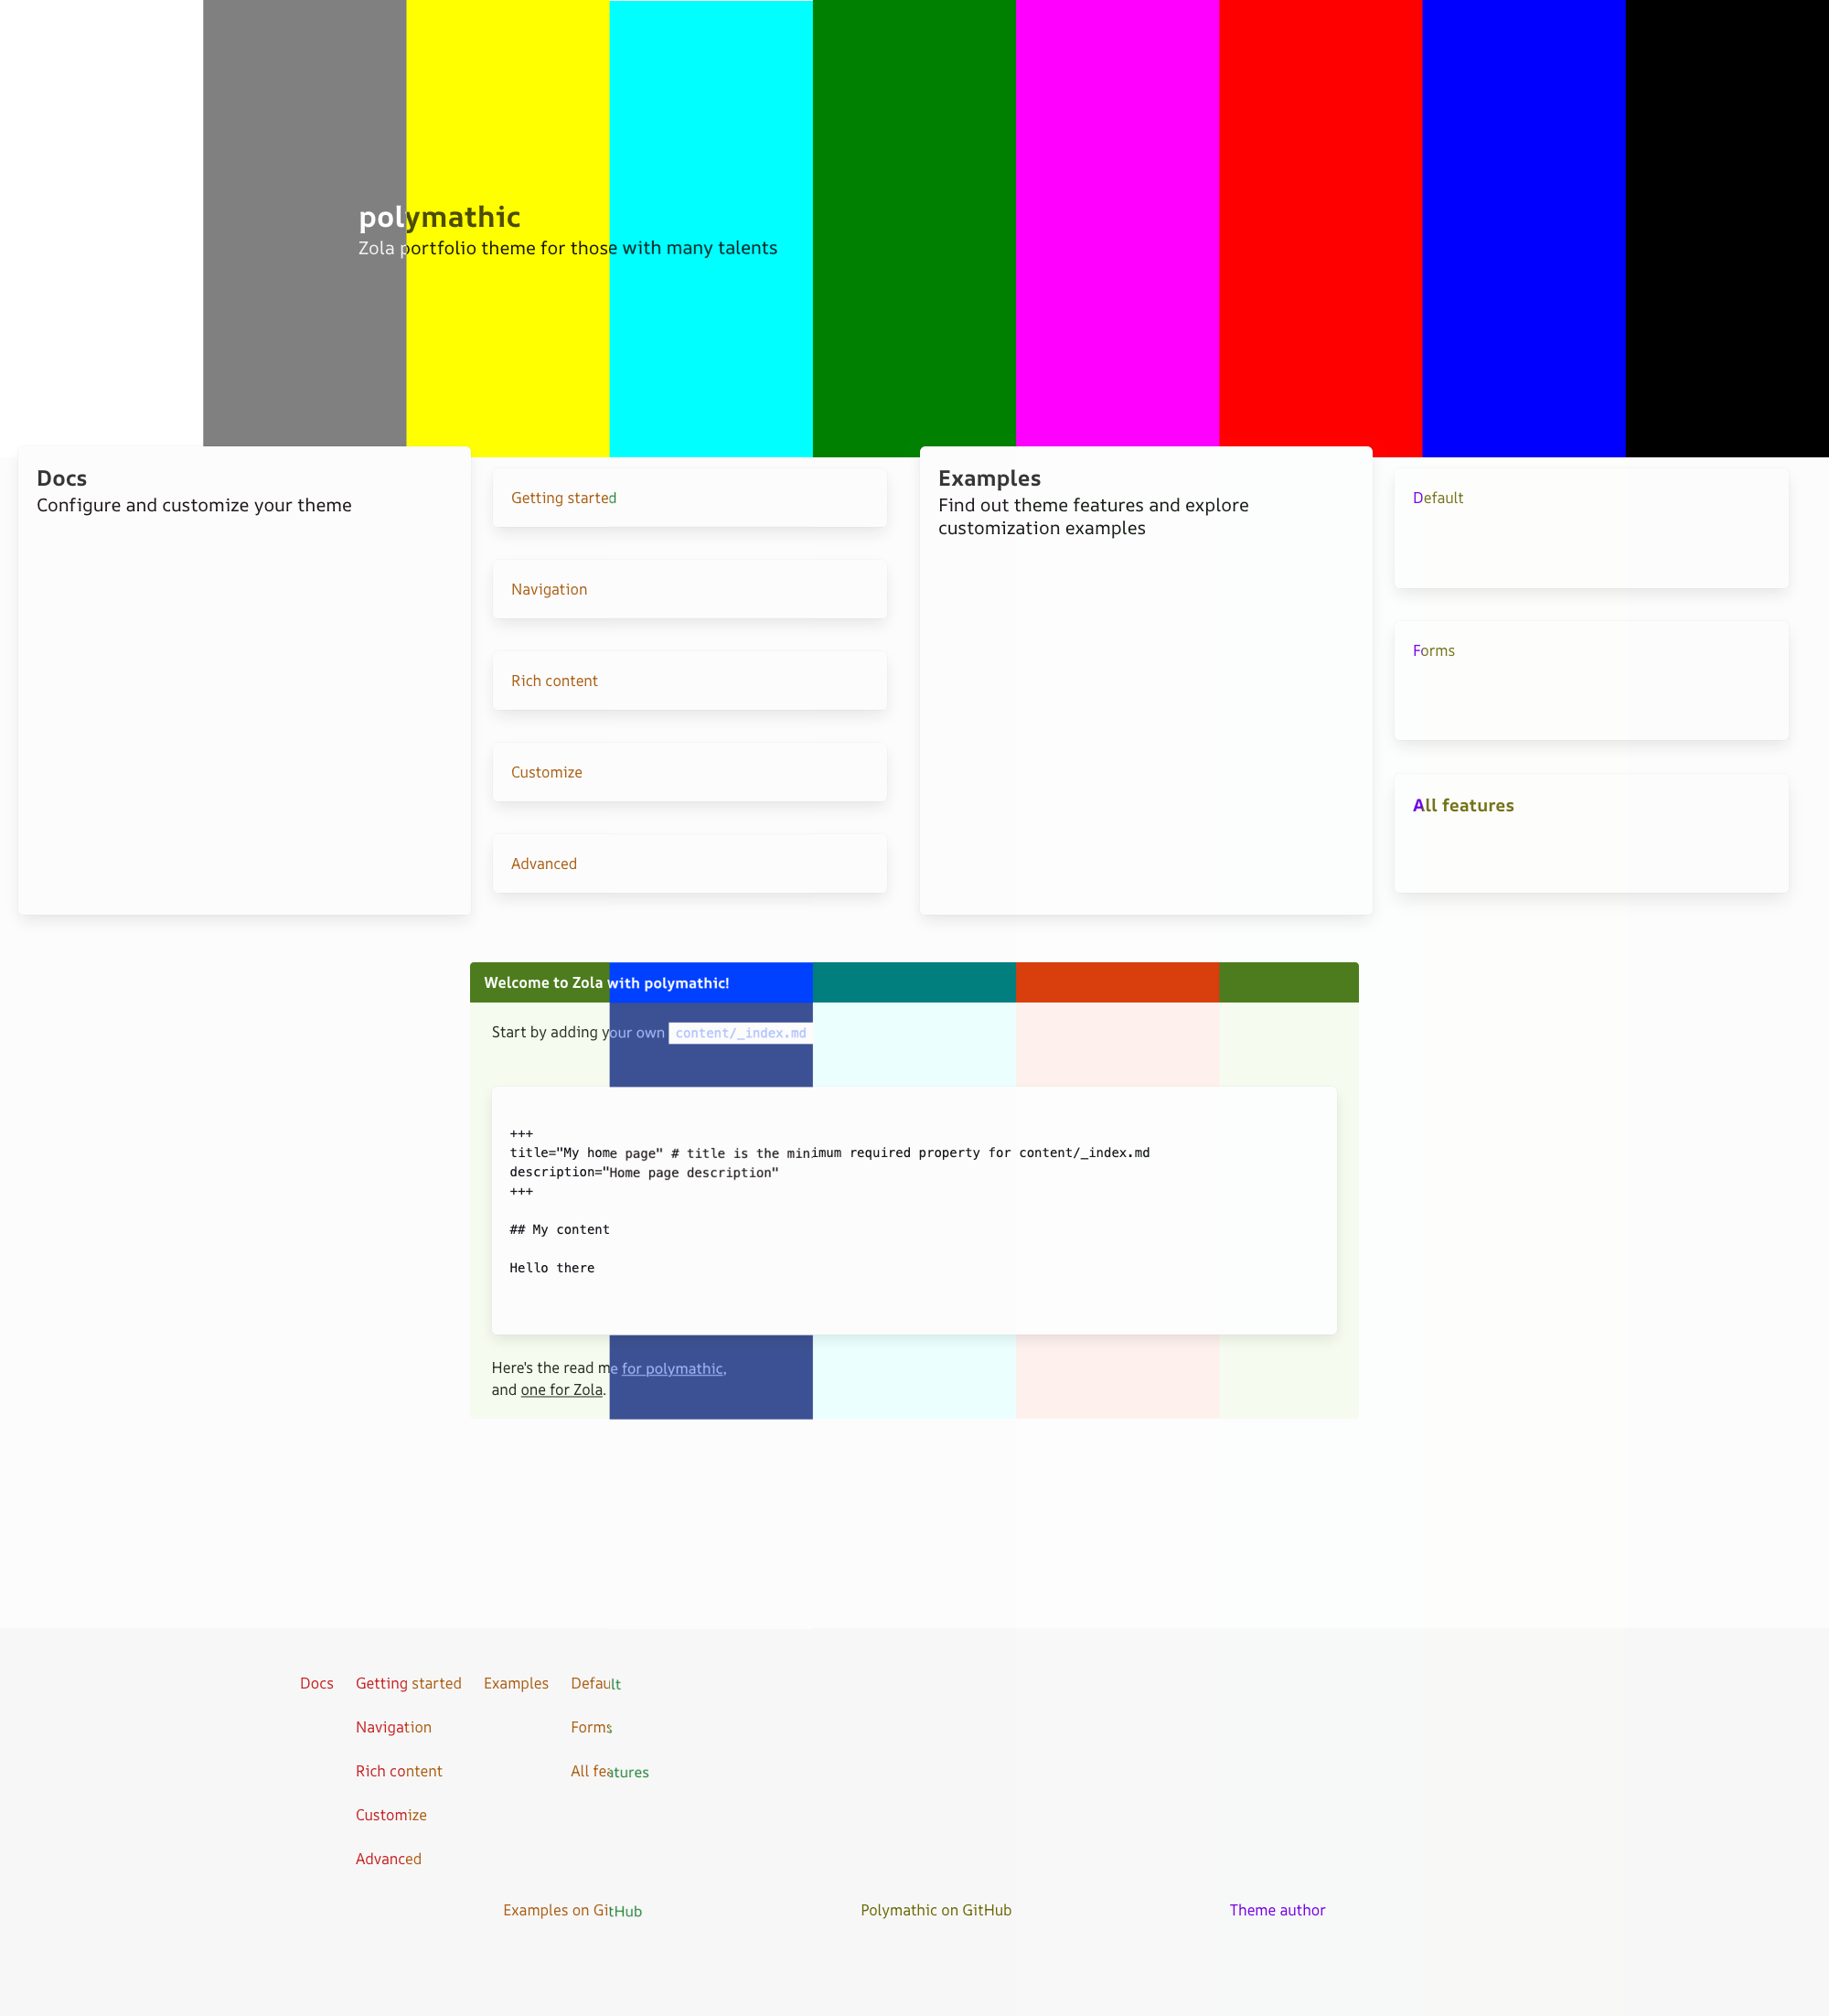 polymathic
Zola portfolio theme for those with many talents
Docs
Configure and customize your theme
Getting started
Navigation
Rich content
Customize
Advanced
Examples
Find out theme features and explore
customization examples
Default
Forms
All features
Welcome to Zola with polymathic!
Start by adding your own content/_index.md
+++
title="My home page" # title is the minimum required property for content/_index.md
description="Home page description"
+++
## My content
Hello there
Here's the read me for polymathic,
and one for Zola.
Docs
Getting started
Navigation
Rich content
Customize
Advanced
Examples
Default
Forms
All features
Examples on GitHub
Polymathic on GitHub
Theme author